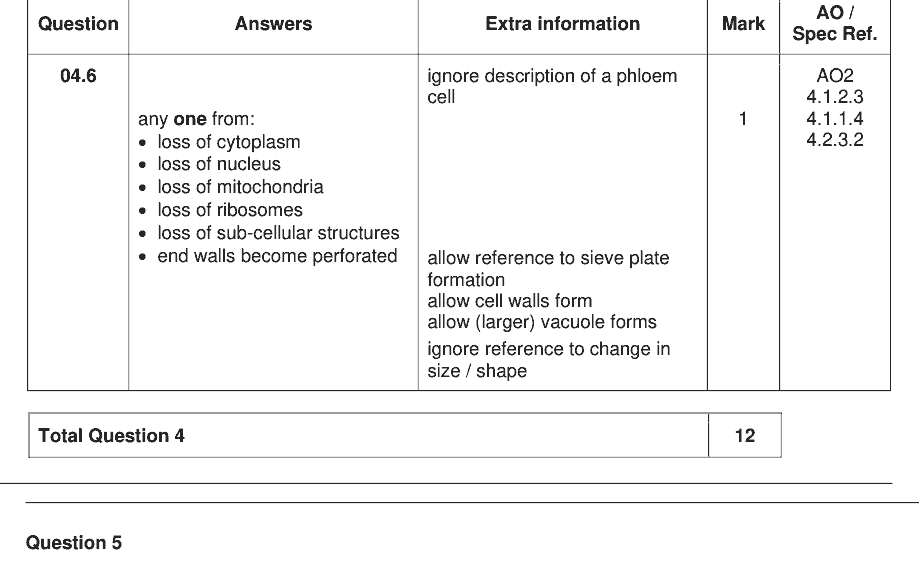 Question Answers Extra information Mark AO /
Spec Ref.
04.6 ignore description of a phloem AO2
cell 4.1.2.3
any one from: 1 4.1.1.4
• loss of cytoplasm 4.2.3.2
• loss of nucleus
• loss of mitochondria
• loss of ribosomes
• loss of sub-cellular structures
• end walls become perforated allow reference to sieve plate
formation
allow cell walls form
allow (larger) vacuole forms
ignore reference to change in
size / shape
Total Question 4 12
Question 5